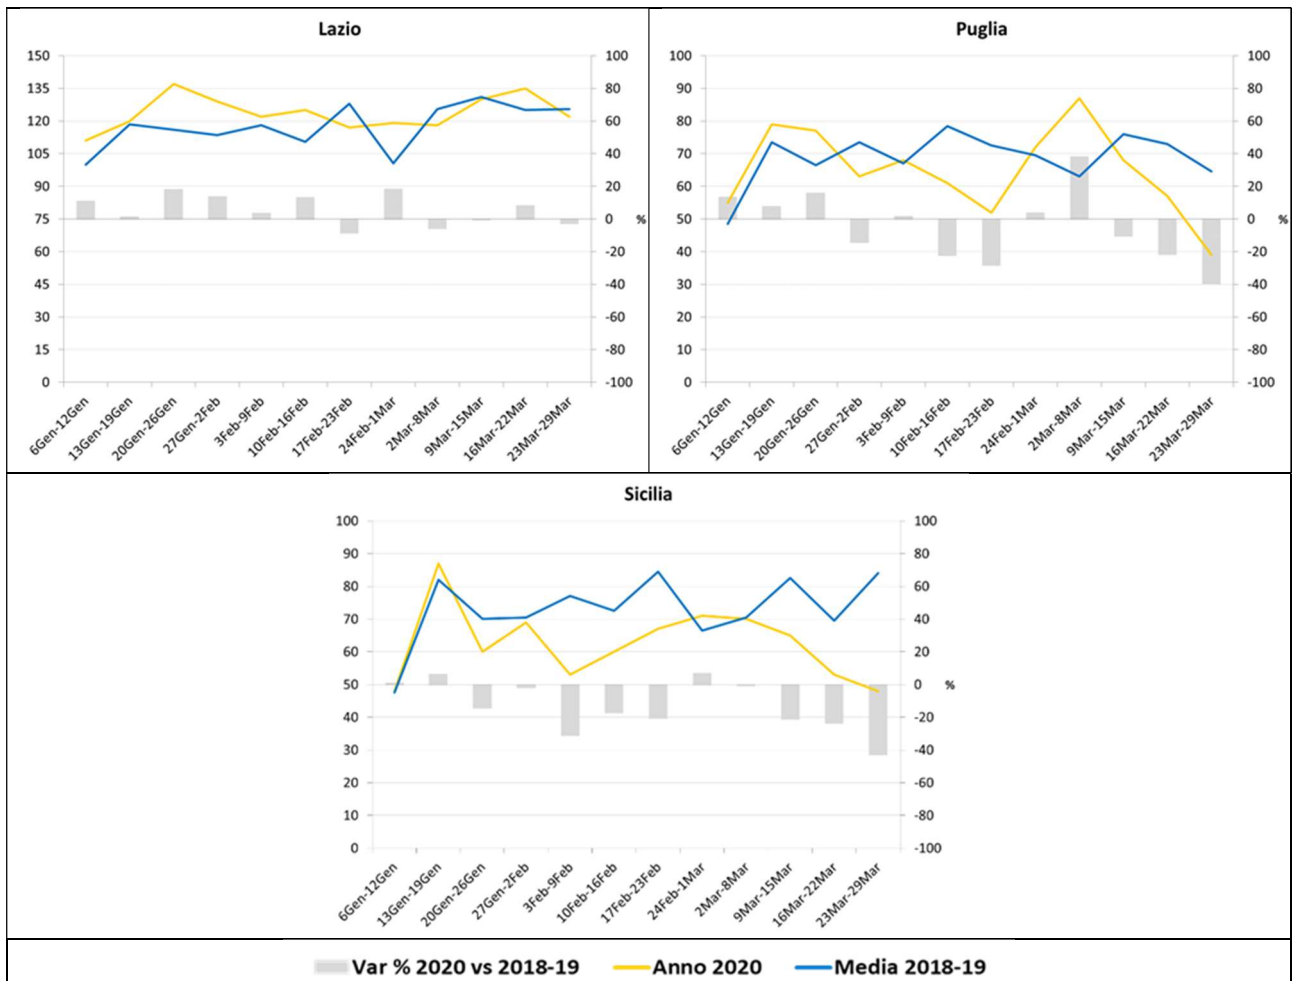 Lazio
150
135
120
105
90
75
60
45
30
15
0
100
80
60
40
20
0
-20
-40
-60
-80
-100
%
6Gen-12Gen
13Gen-19Gen
20Gen-26Gen
27Gen-2Feb
3Feb-9Feb
10Feb-16Feb
17Feb-23Feb
24Feb-1Mar
2Mar-8Mar
9Mar-15Mar
16Mar-22Mar
23Mar-29Mar
Puglia
100
90
80
70
60
50
40
30
20
10
0
100
80
60
40
20
0
-20
-40
-60
-80
-100
%
6Gen-12Gen
13Gen-19Gen
20Gen-26Gen
27Gen-2Feb
3Feb-9Feb
10Feb-16Feb
17Feb-23Feb
24Feb-1Mar
2Mar-8Mar
9Mar-15Mar
16Mar-22Mar
23Mar-29Mar
Sicilia
100
90
80
70
60
50
40
30
20
10
0
100
80
60
40
20
0
-20
-40
-60
-80
-100
%
6Gen-12Gen
13Gen-19Gen
20Gen-26Gen
27Gen-2Feb
3Feb-9Feb
10Feb-16Feb
17Feb-23Feb
24Feb-1Mar
2Mar-8Mar
9Mar-15Mar
16Mar-22Mar
23Mar-29Mar
Var % 2020 vs 2018-19 Anno 2020 Media 2018-19